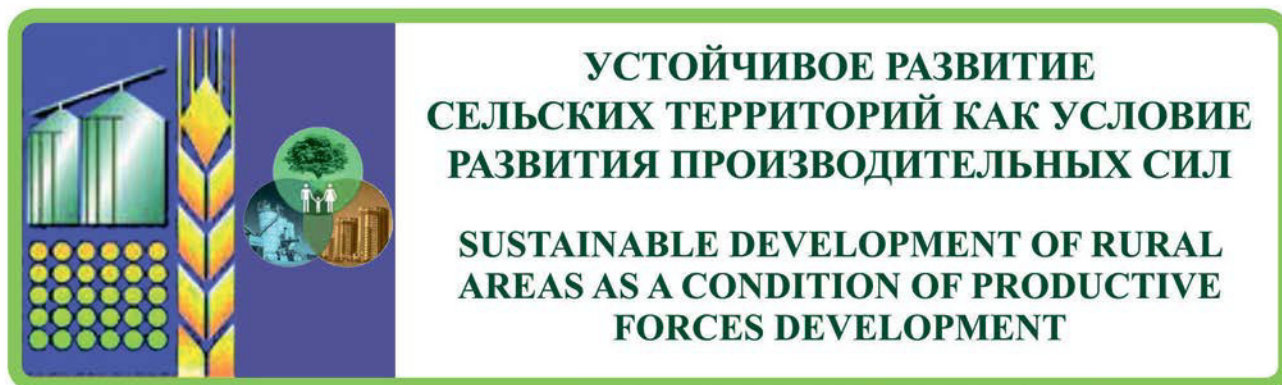 УСТОЙЧИВОЕ РАЗВИТИЕ
СЕЛЬСКИХ ТЕРРИТОРИЙ КАК УСЛОВИЕ
РАЗВИТИЯ ПРОИЗВОДИТЕЛЬНЫХ СИЛ
SUSTAINABLE DEVELOPMENT OF RURAL
AREAS AS A CONDITION OF PRODUCTIVE
FORCES DEVELOPMENT